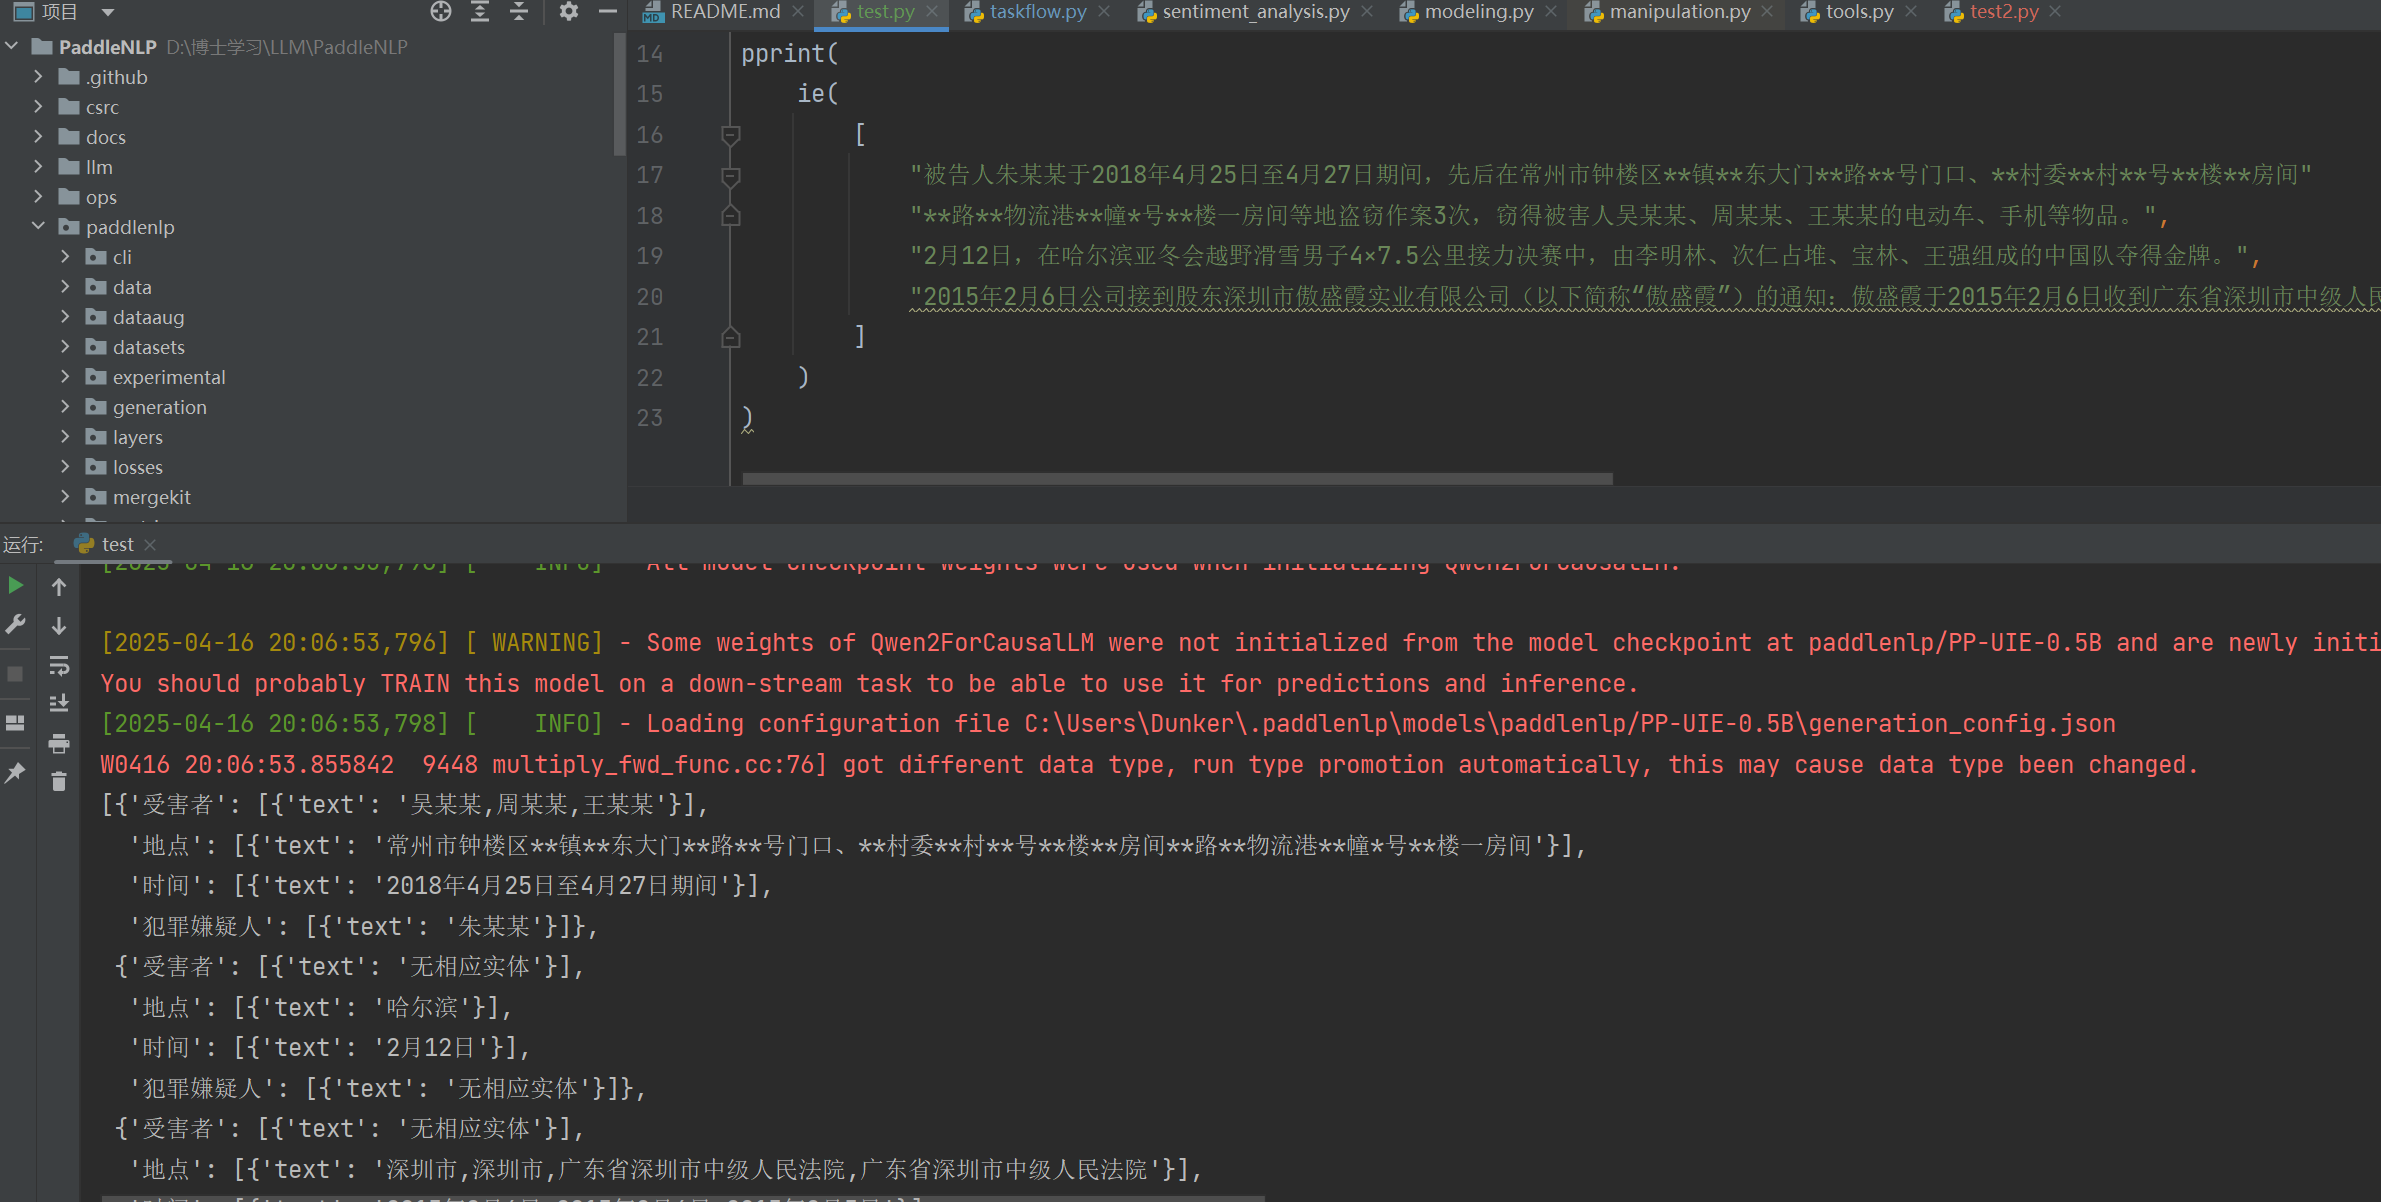 项目
README.md
test.py
taskflow.py
sentiment_analysis.py
modeling.py
manipulation.py
tools.py
test2.py
PaddleNLP D:\博士学习\LLM\PaddleNLP
.github
csrc
docs
llm
ops
paddlenlp
cli
data
dataaug
datasets
experimental
generation
layers
losses
mergekit
14 pprint(
15 ie(
16 [
17 "被告人朱某某于2018年4月25日至4月27日期间，先后在常州市钟楼区**镇**东大门**路**号门口、**村委**村**号**楼**房间"
18 "**路**物流港**幢*号**楼一房间等地盗窃作案3次，窃得被害人吴某某、周某某、王某某的电动车、手机等物品。",
19 "2月12日，在哈尔滨亚冬会越野滑雪男子4×7.5公里接力决赛中，由李明林、次仁占堆、宝林、王强组成的中国队夺得金牌。",
20 "2015年2月6日公司接到股东深圳市傲盛霞实业有限公司（以下简称“傲盛霞”）的通知：傲盛霞于2015年2月6日收到广东省深圳市中级人民
21 ]
22 )
23 )
运行: test
[2025-04-16 20:06:53,796] [ INFO] - All model checkpoint weights were used when initializing Qwen2ForCausalLM.
[2025-04-16 20:06:53,796] [ WARNING] - Some weights of Qwen2ForCausalLM were not initialized from the model checkpoint at paddlenlp/PP-UIE-0.5B and are newly initi
You should probably TRAIN this model on a down-stream task to be able to use it for predictions and inference.
[2025-04-16 20:06:53,798] [ INFO] - Loading configuration file C:\Users\Dunker\.paddlenlp\models\paddlenlp/PP-UIE-0.5B\generation_config.json
W0416 20:06:53.855842 9448 multiply_fwd_func.cc:76] got different data type, run type promotion automatically, this may cause data type been changed.
[{'受害者': [{'text': '吴某某,周某某,王某某'}],
'地点': [{'text': '常州市钟楼区**镇**东大门**路**号门口、**村委**村**号**楼**房间**路**物流港**幢*号**楼一房间'}],
'时间': [{'text': '2018年4月25日至4月27日期间'}],
'犯罪嫌疑人': [{'text': '朱某某'}]},
{'受害者': [{'text': '无相应实体'}],
'地点': [{'text': '哈尔滨'}],
'时间': [{'text': '2月12日'}],
'犯罪嫌疑人': [{'text': '无相应实体'}]},
{'受害者': [{'text': '无相应实体'}],
'地点': [{'text': '深圳市,深圳市,广东省深圳市中级人民法院,广东省深圳市中级人民法院'}],